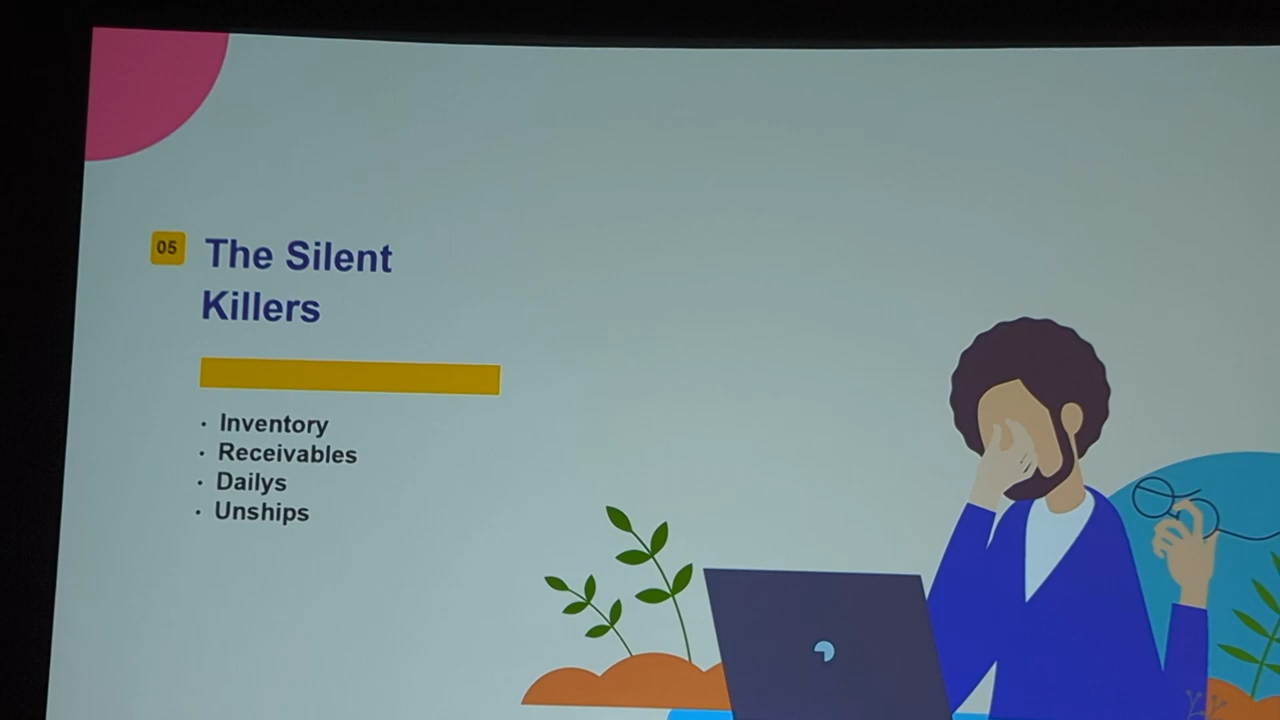 05 The Silent
Killers
• Inventory
• Receivables
• Dailys
• Unships